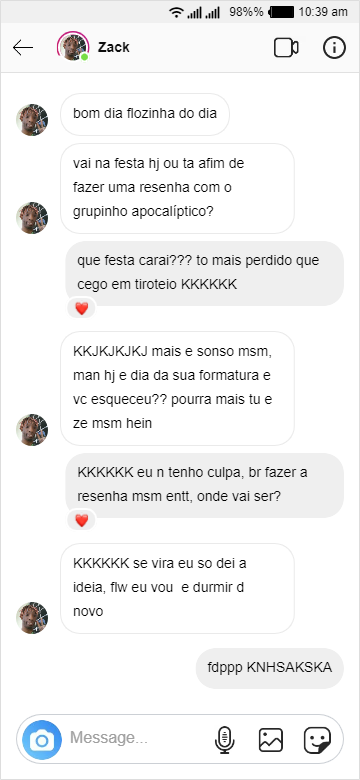 98%% 10:39 am
Zack
bom dia flozinha do dia
vai na festa hj ou ta afim de
fazer uma resenha com o
grupinho apocalíptico?
que festa carai??? to mais perdido que
cego em tiroteio KKKKKK
KKJKJKJKJ mais e sonso msm,
man hj e dia da sua formatura e
vc esqueceu?? pourra mais tu e
ze msm hein
KKKKKK eu n tenho culpa, br fazer a
resenha msm entt, onde vai ser?
KKKKKK se vira eu so dei a
ideia, flw eu vou  e durmir d
novo
fdppp KNHSAKSKA
Message...